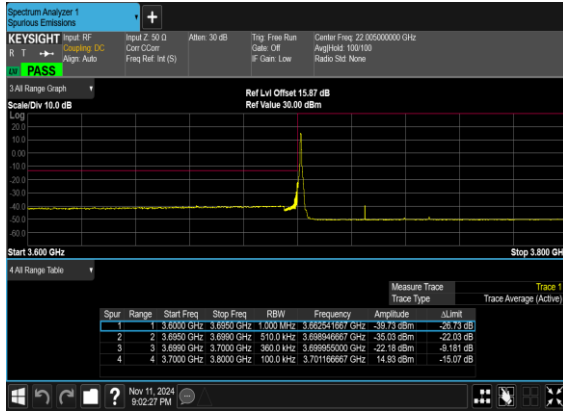 Spectrum Analyzer 1
Spurious Emissions
+
KEYSIGHT Input: RF Input Z: 50 Ω Atten: 30 dB Trig: Free Run Center Freq: 22.005000000 GHz
R T Coupling: DC Corr CCorr Gate: Off Avg|Hold: 100/100
Align: Auto Freq Ref: Int (S) IF Gain: Low Radio Std: None
LW PASS
3 All Range Graph
Ref Lvl Offset 15.87 dB
Scale/Div 10.0 dB Ref Value 30.00 dBm
Log
20.0
10.0
0.00
-10.0
-20.0
-30.0
-40.0
-50.0
-60.0
Start 3.600 GHz Stop 3.800 GH
4 All Range Table
Measure Trace Trace 1
Trace Type Trace Average (Active)
Spur Range Start Freq Stop Freq RBW Frequency Amplitude ΔLimit
1 1 3.6000 GHz 3.6950 GHz 1.000 MHz 3.662541667 GHz -39.73 dBm -26.73 dB
2 2 3.6950 GHz 3.6990 GHz 510.0 kHz 3.698946667 GHz -35.03 dBm -22.03 dB
3 3 3.6990 GHz 3.7000 GHz 360.0 kHz 3.699955000 GHz -22.18 dBm -9.181 dB
4 4 3.7000 GHz 3.8000 GHz 100.0 kHz 3.701166667 GHz 14.93 dBm -15.07 dB
? Nov 11, 2024
9:02:27 PM